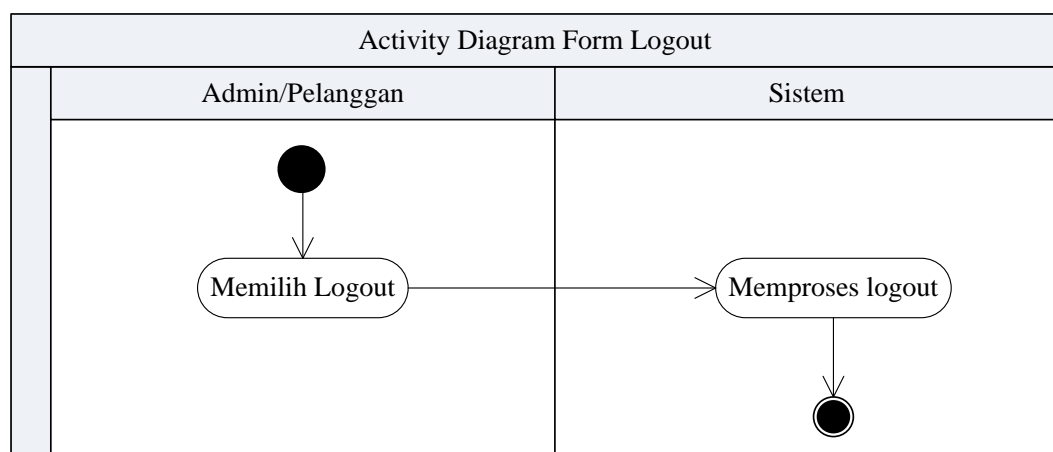 Activity Diagram Form Logout
Admin/Pelanggan
Sistem
Memilih Logout
Memproses logout